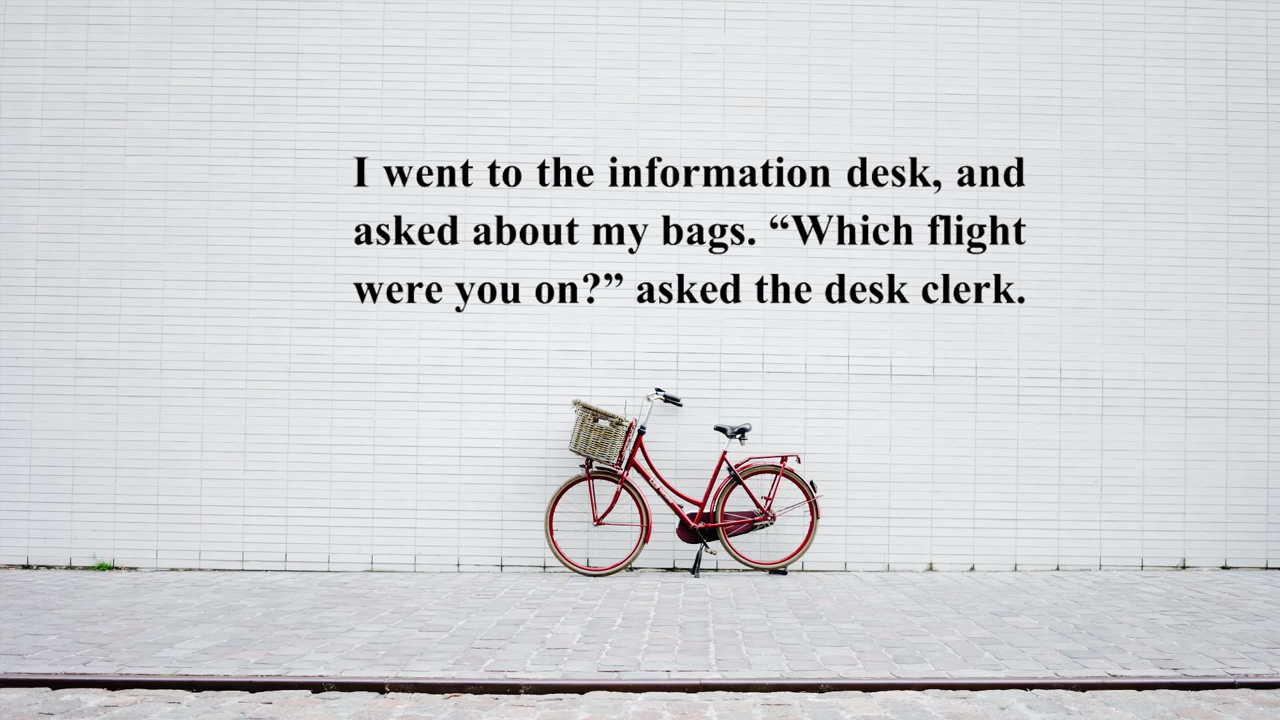 I went to the information desk, and
asked about my bags. “Which flight
were you on?” asked the desk clerk.